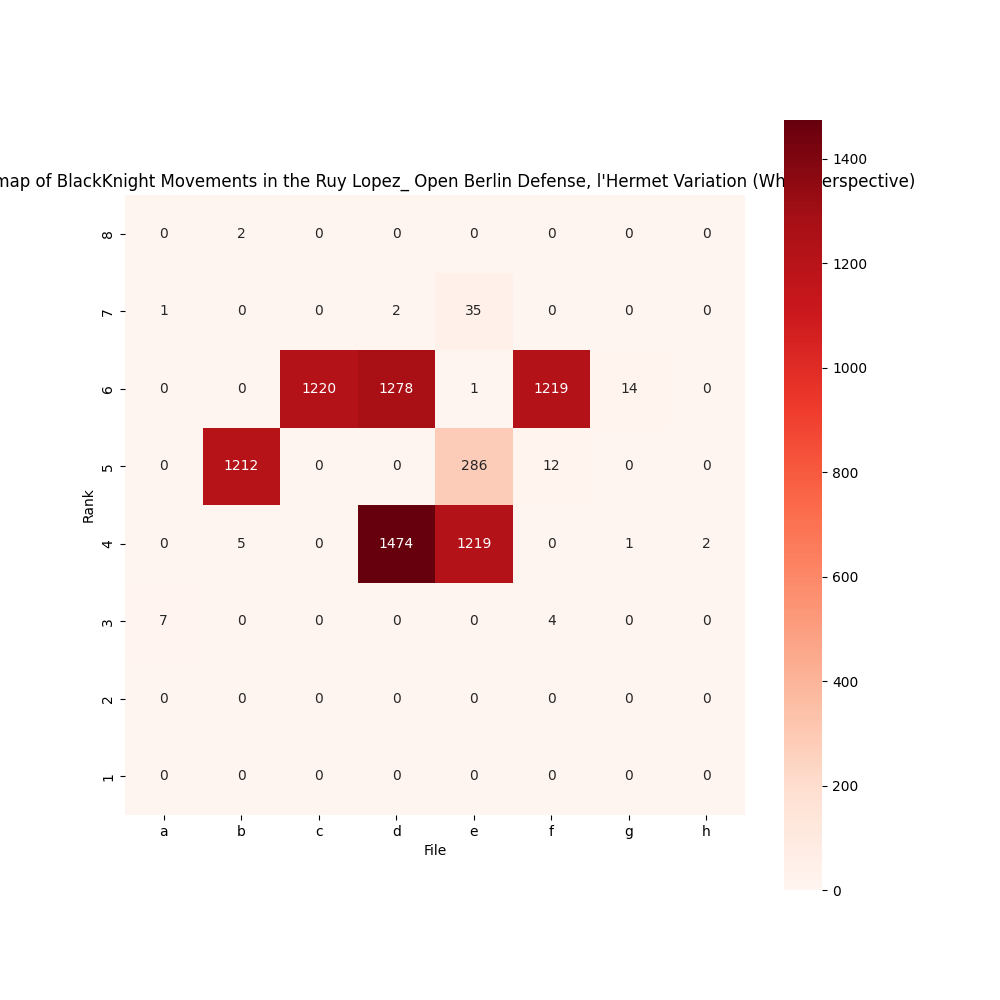 map of BlackKnight Movements in the Ruy Lopez_ Open Berlin Defense, l'Hermet Variation (Wh erspective)
8 0 2 0 0 0 0 0 0
7 1 0 0 2 35 0 0 0
6 0 0 1220 1278 1 1219 14 0
5 0 1212 0 0 286 12 0 0
4 0 5 0 1474 1219 0 1 2
3 7 0 0 0 0 4 0 0
2 0 0 0 0 0 0 0 0
1 0 0 0 0 0 0 0 0
a b c d e f g h
File
Rank
1400
1200
1000
800
600
400
200
0